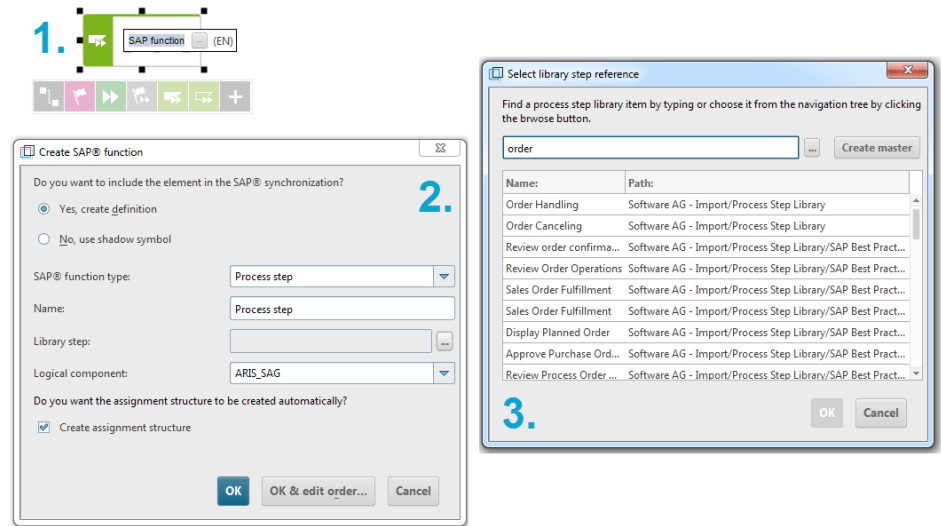 1.
SAP function ... (EN)
Create SAP® function
Do you want to include the element in the SAP® synchronization?
2.
Yes, create definition
No, use shadow symbol
SAP® function type: Process step
Name: Process step
Library step: ...
Logical component: ARIS_SAG
Do you want the assignment structure to be created automatically?
Create assignment structure
OK OK & edit order... Cancel
Select library step reference
Find a process step library item by typing or choose it from the navigation tree by clicking
the brwose button.
order ... Create master
Name: Path:
Order Handling Software AG - Import/Process Step Library
Order Canceling Software AG - Import/Process Step Library
Review order confirma... Software AG - Import/Process Step Library/SAP Best Pract...
Review Order Operations Software AG - Import/Process Step Library/SAP Best Pract...
Sales Order Fulfillment Software AG - Import/Process Step Library/SAP Best Pract...
Sales Order Fulfillment Software AG - Import/Process Step Library/SAP Best Pract...
Display Planned Order Software AG - Import/Process Step Library/SAP Best Pract...
Approve Purchase Ord... Software AG - Import/Process Step Library/SAP Best Pract...
Review Process Order ... Software AG - Import/Process Step Library/SAP Best Pract...
3.
OK Cancel